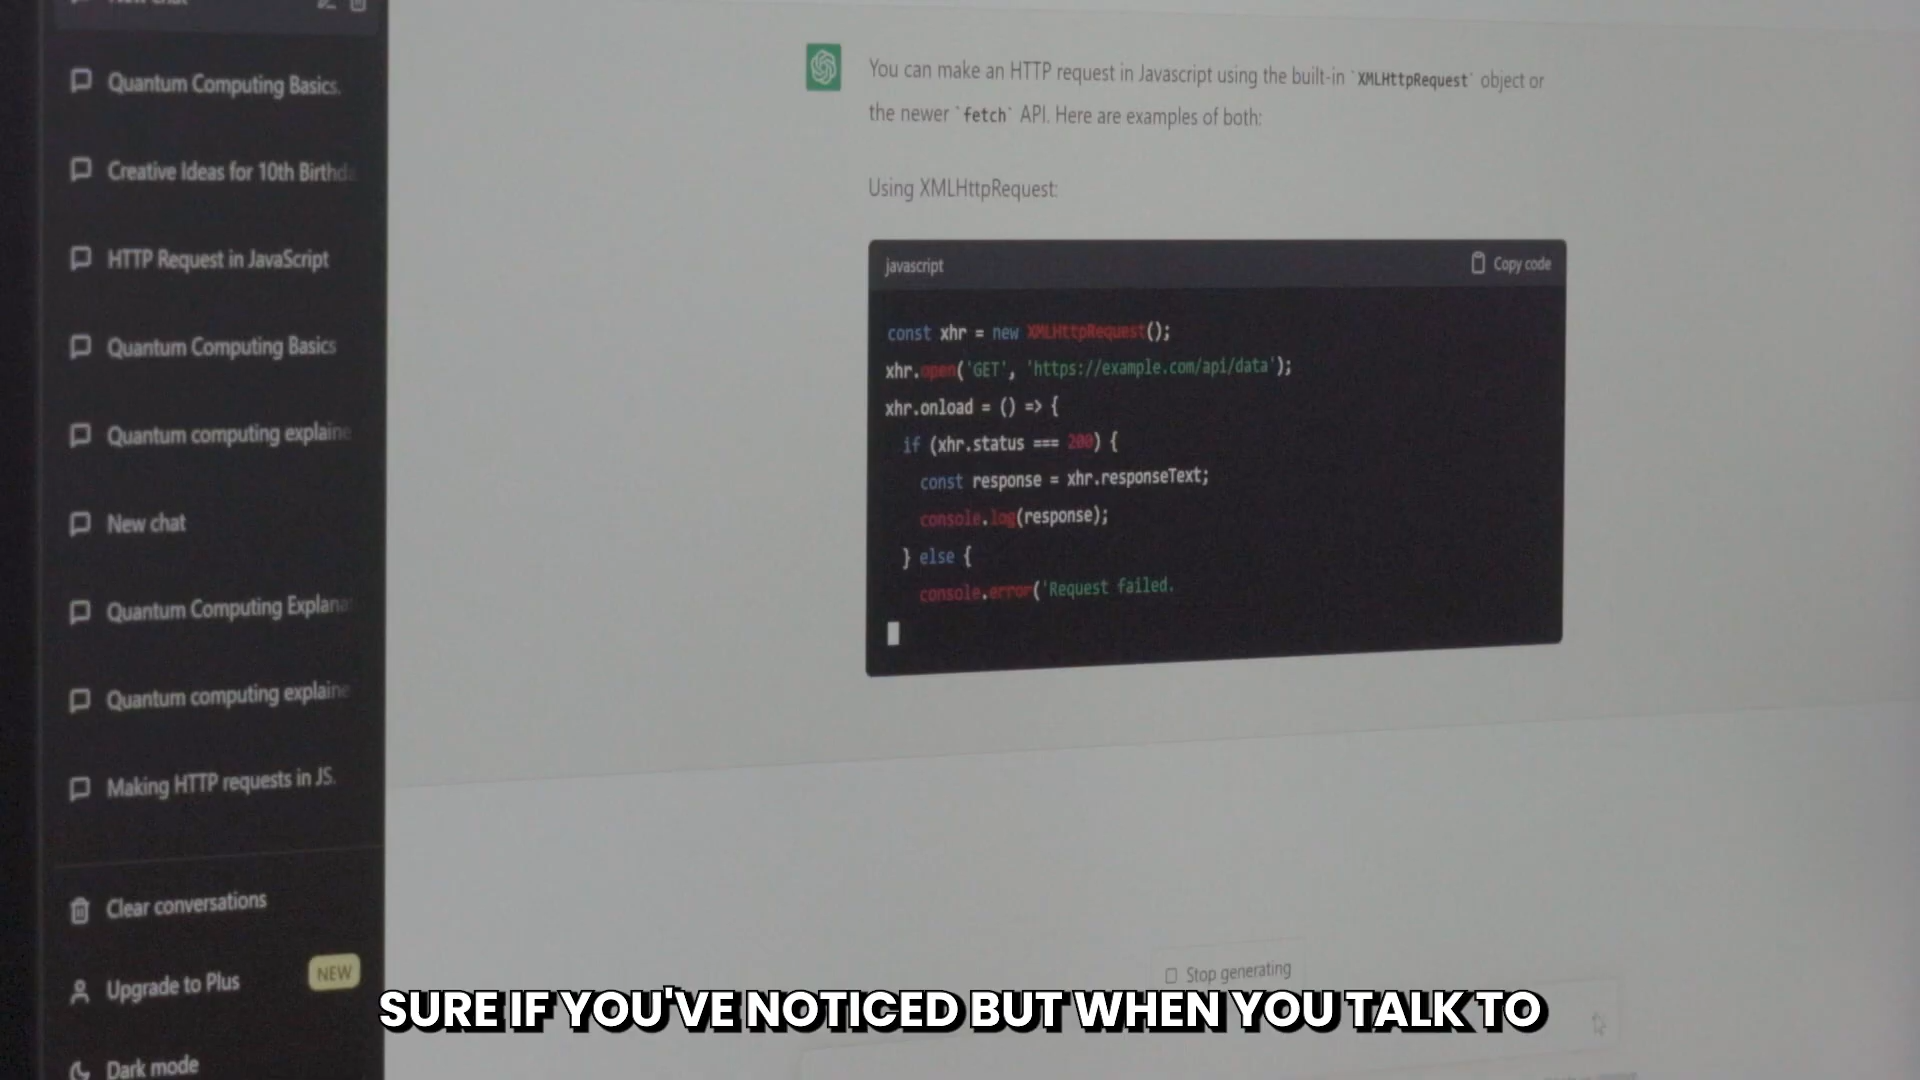 Quantum Computing Basics.
Creative Ideas for 10th Birthda
HTTP Request in JavaScript
Quantum Computing Basics
Quantum computing explaine
New chat
Quantum Computing Explana
Quantum computing explaine
Making HTTP requests in JS.
Clear conversations
Upgrade to Plus NEW
Dark mode
You can make an HTTP request in Javascript using the built-in `XMLHttpRequest` object or
the newer `fetch` API. Here are examples of both:
Using XMLHttpRequest:
javascript Copy code
const xhr = new XMLHttpRequest();
xhr.open('GET', 'https://example.com/api/data');
xhr.onload = () => {
if (xhr.status === 200) {
const response = xhr.responseText;
console.log(response);
} else {
console.error('Request failed.
Stop generating
SURE IF YOU'VE NOTICED BUT WHEN YOU TALK TO